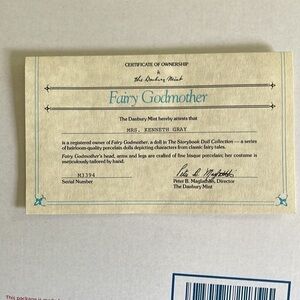 CERTIFICATE OF OWNERSHIP
The Danbury Mint
Fairy Godmother
The Danbury Mint hereby attests that
MRS. KENNETH GRAY
is a registered owner of Fairy Godmother, a doll in The Storybook Doll Collection — a
series of heirloom-quality porcelain dolls depicting characters from classic fairy tales.
Fairy Godmother's head, arms and legs are crafted of fine bisque porcelain; her costume is
meticulously tailored by hand.
M3394
Serial Number
Peter B. Maglathlin, Director
The Danbury Mint
This package is